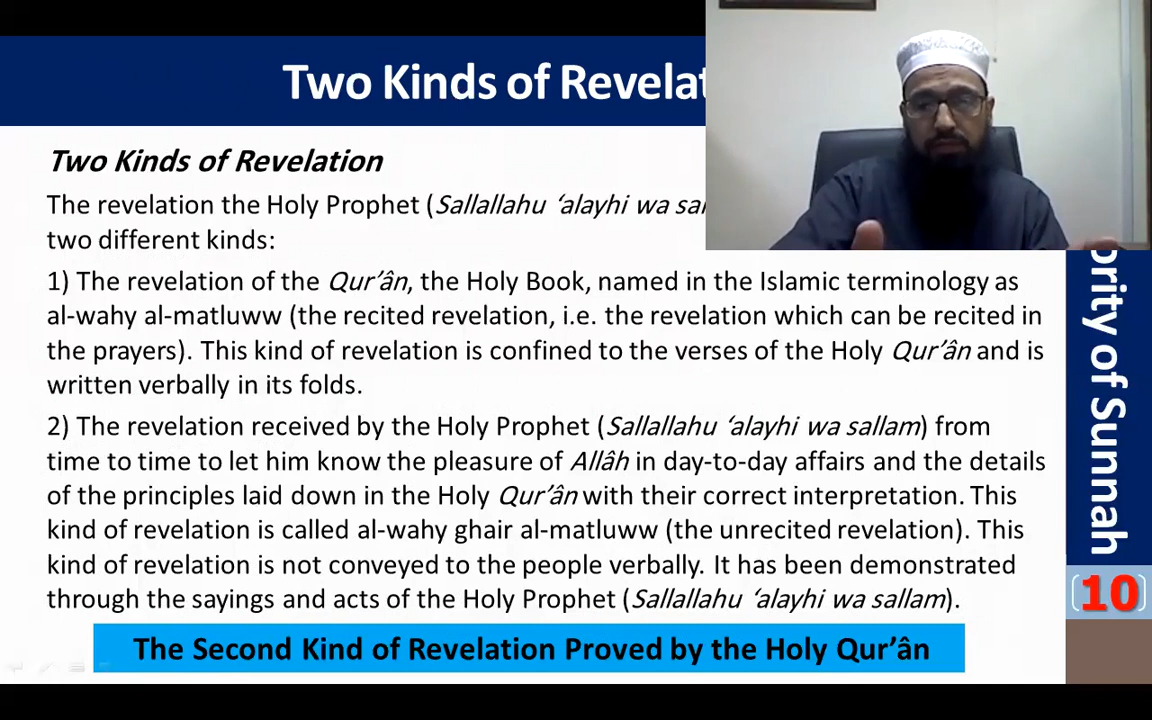 Two Kinds of
Two Kinds of Revelation
The revelation the Holy Prophet (Sallallahu ‘alayhi wa
two different kinds:
1) The revelation of the Qur’ân, the Holy Book, named in the Islamic terminology as
al-wahy al-matluww (the recited revelation, i.e. the revelation which can be recited in
the prayers). This kind of revelation is confined to the verses of the Holy Qur’ân and is
written verbally in its folds.
2) The revelation received by the Holy Prophet (Sallallahu ‘alayhi wa sallam) from
time to time to let him know the pleasure of Allâh in day-to-day affairs and the details
of the principles laid down in the Holy Qur’ân with their correct interpretation. This
kind of revelation is called al-wahy ghair al-matluww (the unrecited revelation). This
kind of revelation is not conveyed to the people verbally. It has been demonstrated
through the sayings and acts of the Holy Prophet (Sallallahu ‘alayhi wa sallam).
The Second Kind of Revelation Proved by the Holy Qur’ân
of Sunnah
(10)